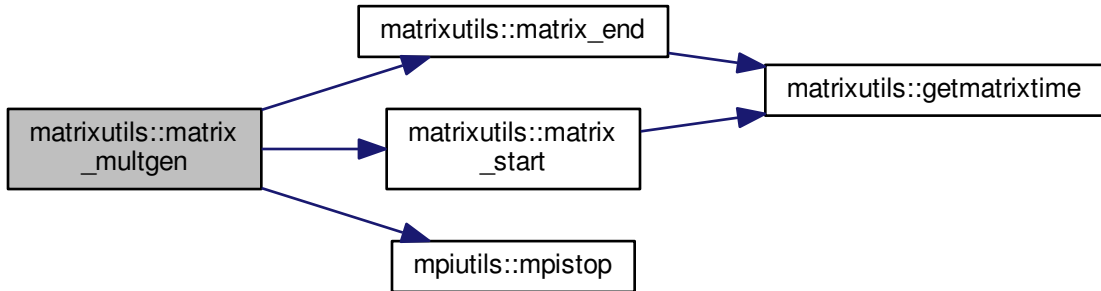 matrixutils::matrix_end
matrixutils::getmatrixtime
matrixutils::matrix
_multgen
matrixutils::matrix
_start
mpiutils::mpistop